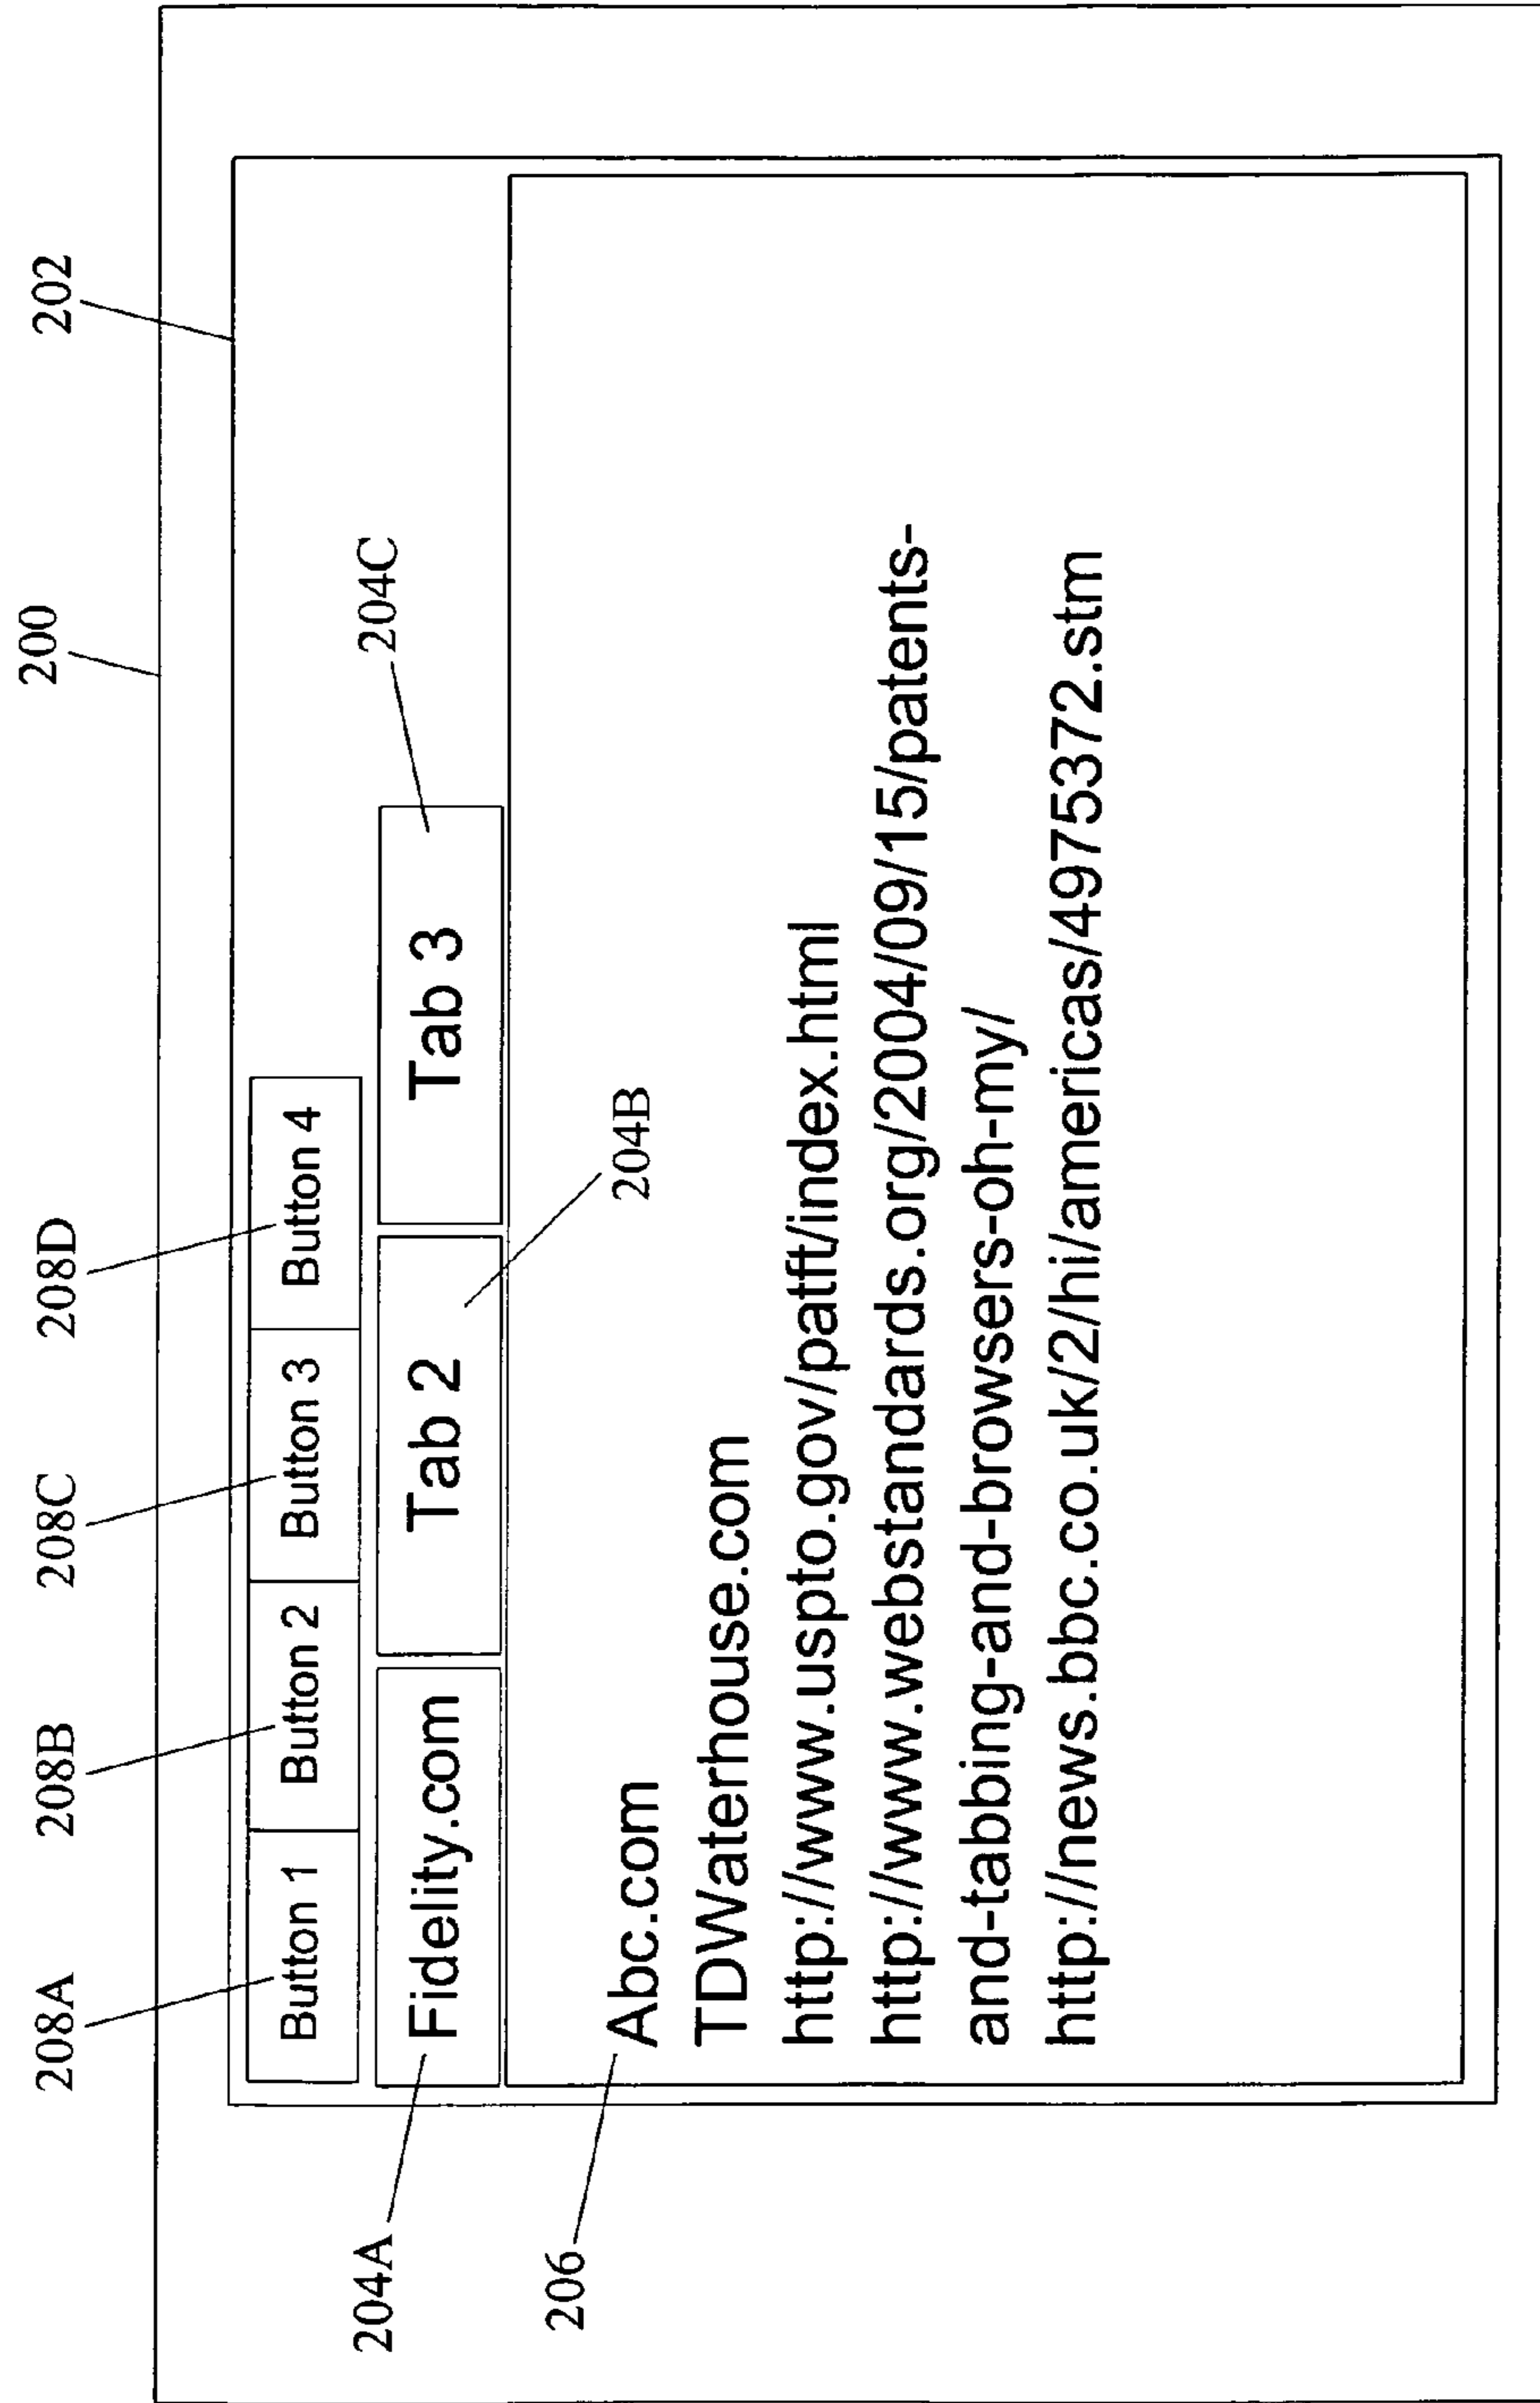 200
202
208A
208B
208C
208D
Button 1
Button 2
Button 3
Button 4
204A
Fidelity.com
Tab 2
Tab 3
204C
204B
206
Abc.com
TDWaterhouse.com
http://www.uspto.gov/patft/index.html
http://www.webstandards.org/2004/09/15/patents-
and-tabbing-and-browsers-oh-my/
http://news.bbc.co.uk/2/hi/americas/4975372.stm